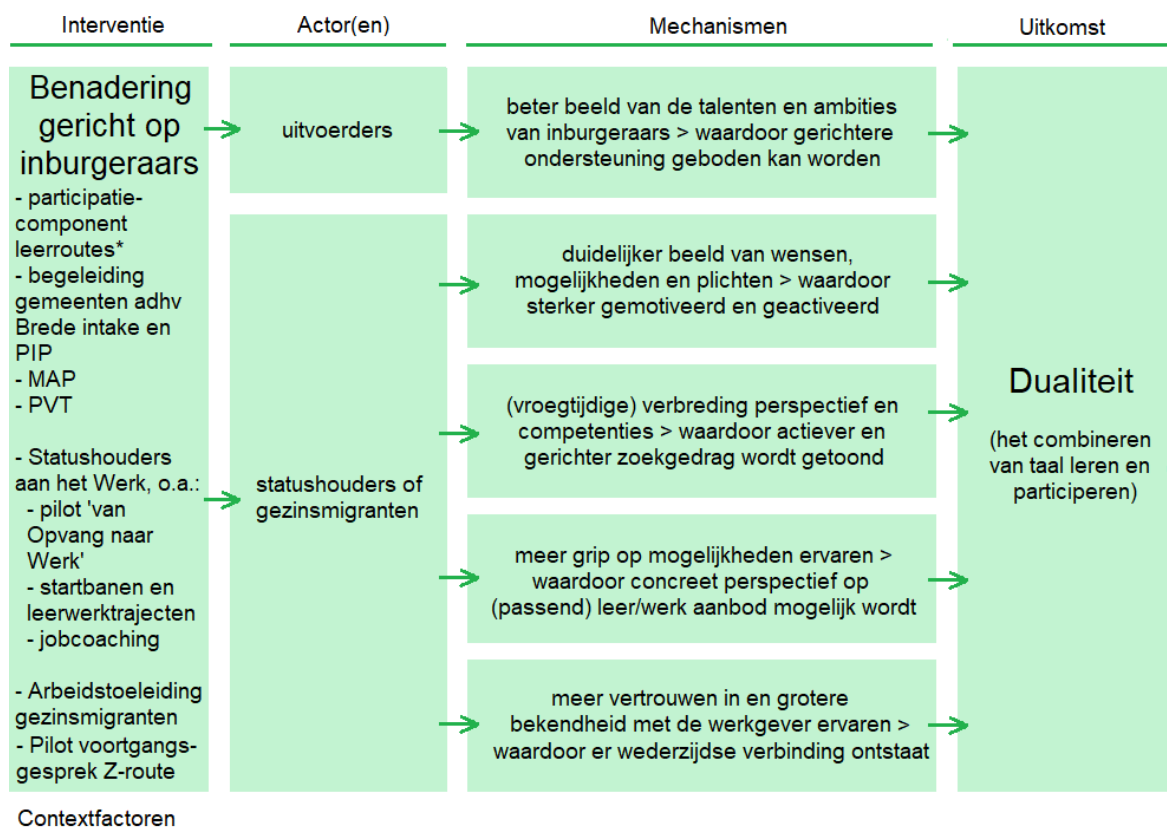 Interventie
Actor(en)
Mechanismen
Uitkomst
Benadering
gericht op
inburgeraars
- participatie-
component
leerroutes*
- begeleiding
gemeenten adhv
Brede intake en
PIP
- MAP
- PVT
- Statushouders
aan het Werk, o.a.:
- pilot 'van
Opvang naar
Werk'
- startbanen en
leerwerktrajecten
- jobcoaching
- Arbeidstoeleiding
gezinsmigranten
- Pilot voortgangs-
gesprek Z-route
uitvoerders
statushouders of
gezinsmigranten
beter beeld van de talenten en ambities
van inburgeraars > waardoor gerichtere
ondersteuning geboden kan worden
duidelijker beeld van wensen,
mogelijkheden en plichten > waardoor
sterker gemotiveerd en geactiveerd
(vroegtijdige) verbreding perspectief en
competenties > waardoor actiever en
gerichter zoekgedrag wordt getoond
meer grip op mogelijkheden ervaren >
waardoor concreet perspectief op
(passend) leer/werk aanbod mogelijk wordt
meer vertrouwen in en grotere
bekendheid met de werkgever ervaren >
waardoor er wederzijdse verbinding ontstaat
Dualiteit
(het combineren
van taal leren en
participeren)
Contextfactoren